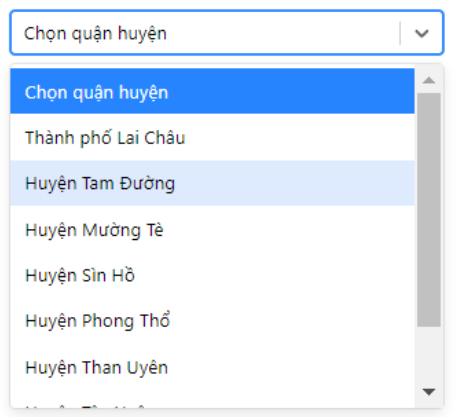 Chọn quận huyện
Chọn quận huyện
Thành phố Lai Châu
Huyện Tam Đường
Huyện Mường Tè
Huyện Sìn Hồ
Huyện Phong Thổ
Huyện Than Uyên